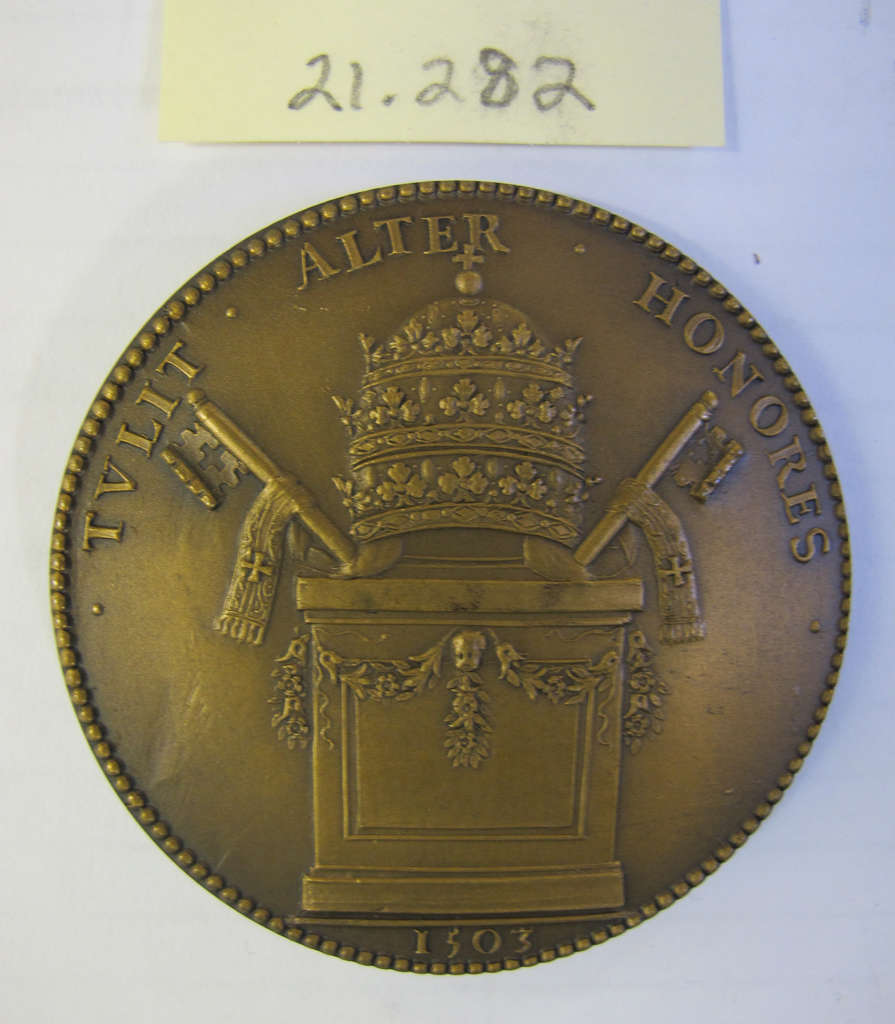 21.282
· TVLIT · ALTER · HONORES ·
1503